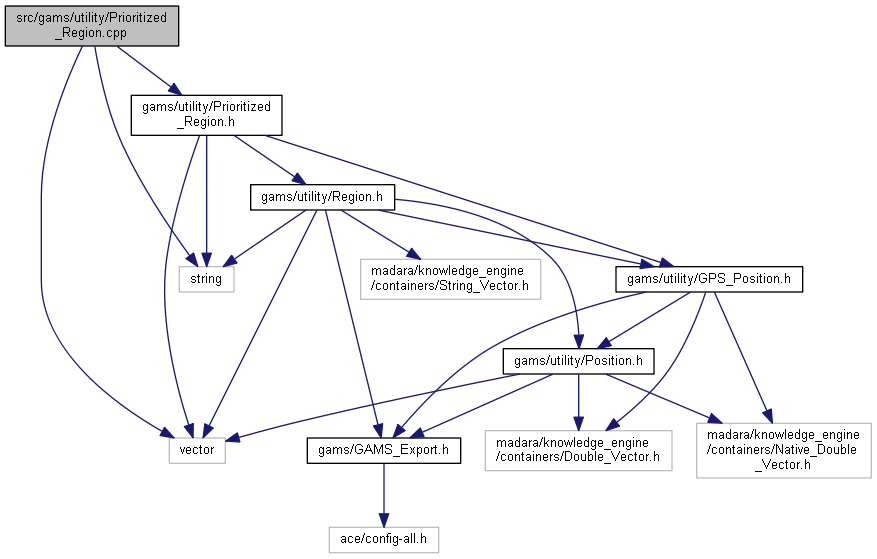 src/gams/utility/Prioritized
_Region.cpp
gams/utility/Prioritized
_Region.h
gams/utility/Region.h
string
madara/knowledge_engine
/containers/String_Vector.h
gams/utility/GPS_Position.h
gams/utility/Position.h
vector
gams/GAMS_Export.h
madara/knowledge_engine
/containers/Double_Vector.h
madara/knowledge_engine
/containers/Native_Double
_Vector.h
ace/config-all.h